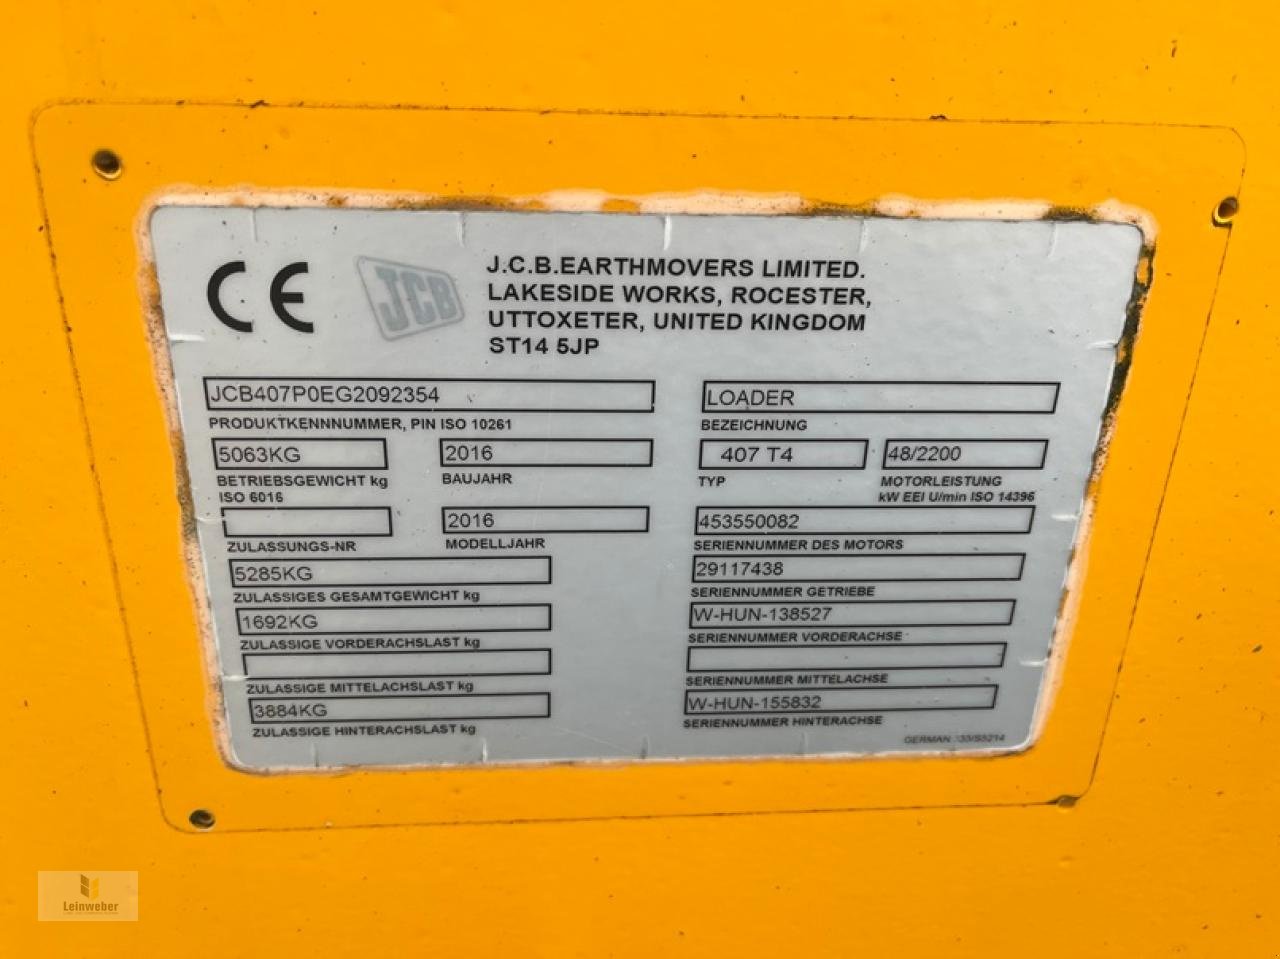 CE
JCB
J.C.B.EARTHMOVERS LIMITED.
LAKESIDE WORKS, ROCESTER,
UTTOXETER, UNITED KINGDOM
ST14 5JP
JCB407P0EG2092354
PRODUKTKENNNUMMER, PIN ISO 10261
5063KG
BETRIEBSGEWICHT kg
ISO 6016
2016
BAUJAHR
ZULASSUNGS-NR
2016
MODELLJAHR
5285KG
ZULASSIGES GESAMTGEWICHT kg
1692KG
ZULASSIGE VORDERACHSLAST kg
ZULASSIGE MITTELACHSLAST kg
3884KG
ZULASSIGE HINTERACHSLAST kg
LOADER
BEZEICHNUNG
407 T4
TYP
48/2200
MOTORLEISTUNG
kW EEI U/min ISO 14396
453550082
SERIENNUMMER DES MOTORS
29117438
SERIENNUMMER GETRIEBE
W-HUN-138527
SERIENNUMMER VORDERACHSE
SERIENNUMMER MITTELACHSE
W-HUN-155832
SERIENNUMMER HINTERACHSE
GERMAN
Leinweber